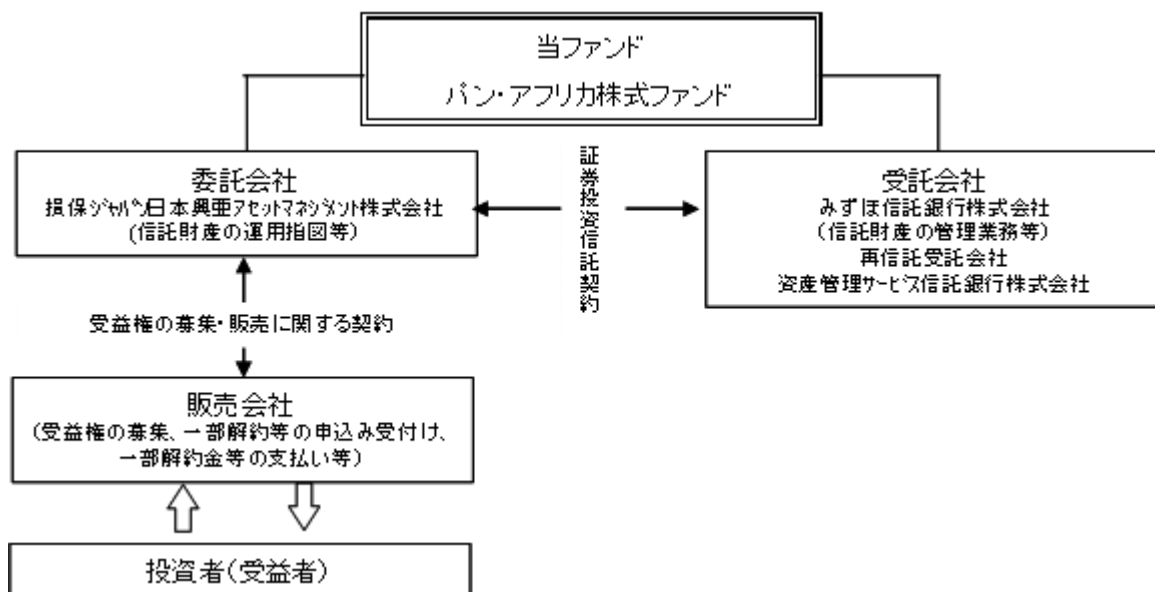 当ファンド
パン・アフリカ株式ファンド
委託会社
損保ジャパン日本興亜アセットマネジメント株式会社
(信託財産の運用指図等)
証券投資信託契約
受託会社
みずほ信託銀行株式会社
(信託財産の管理業務等)
再信託受託会社
資産管理サービス信託銀行株式会社
受益権の募集・販売に関する契約
販売会社
(受益権の募集、一部解約等の申込み受付け、
一部解約金等の支払い等)
投資者(受益者)